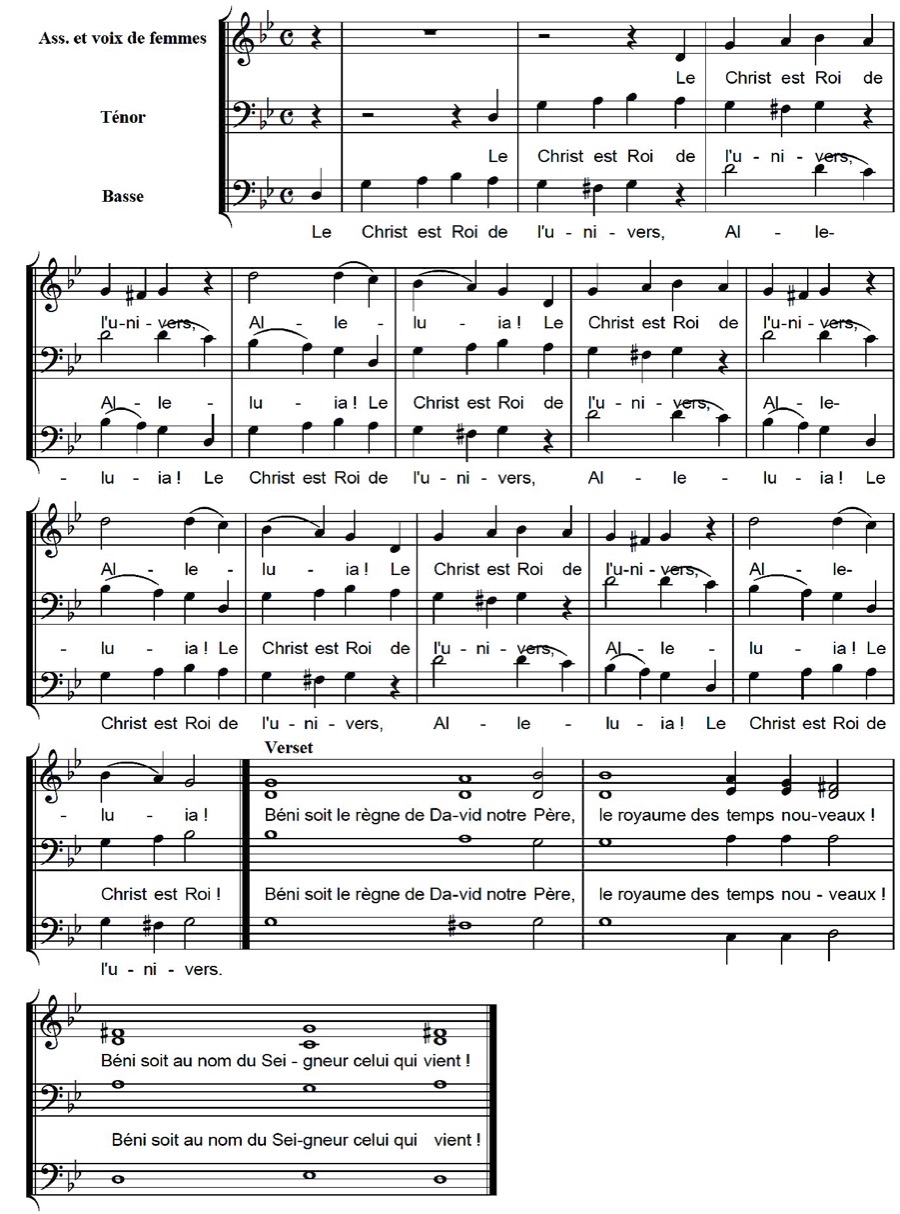 Ass. et voix de femmes
Le Christ est Roi de
Ténor
Le Christ est Roi de l'u - ni - vers,
Basse
Le Christ est Roi de l'u - ni - vers, Al - le-
l'u-ni - vers, Al - le - lu - ia ! Le Christ est Roi de l'u-ni - vers,
Al - le - lu - ia ! Le Christ est Roi de l'u - ni - vers, Al - le-
- lu - ia ! Le Christ est Roi de l'u - ni - vers, Al - le - lu - ia ! Le
Al - le - lu - ia ! Le Christ est Roi de l'u-ni - vers, Al - le-
- lu - ia ! Le Christ est Roi de l'u - ni - vers, Al - le - lu - ia ! Le
Christ est Roi de l'u - ni - vers, Al - le - lu - ia ! Le Christ est Roi de
Verset
- lu - ia ! Béni soit le règne de Da-vid notre Père, le royaume des temps nou-veaux !
Christ est Roi ! Béni soit le règne de Da-vid notre Père, le royaume des temps nou - veaux !
l'u - ni - vers.
Béni soit au nom du Sei - gneur celui qui vient !
Béni soit au nom du Sei-gneur celui qui vient !